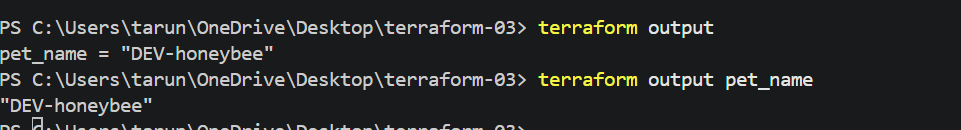 PS C:\Users\tarun\OneDrive\Desktop\terraform-03> terraform output
pet_name = "DEV-honeybee"
PS C:\Users\tarun\OneDrive\Desktop\terraform-03> terraform output pet_name
"DEV-honeybee"
PS C:\Users\tarun\OneDrive\Desktop\terraform-03>